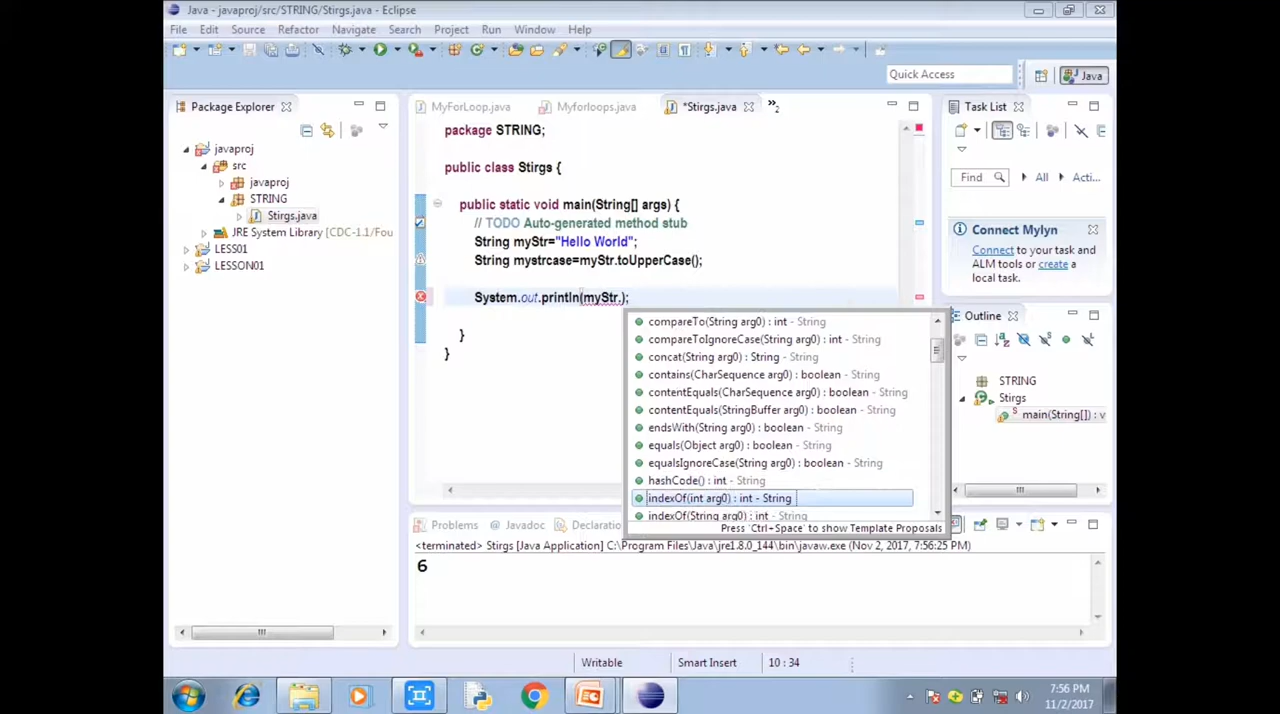 Java - javaproj/src/STRING/Stirgs.java - Eclipse
File Edit Source Refactor Navigate Search Project Run Window Help
Quick Access
Java
Package Explorer
MyForLoop.java
Myforloops.java
*Stirgs.java
2
Task List
package STRING;
javaproj
src
public class Stirgs {
Find
All
Acti...
javaproj
STRING
public static void main(String[] args) {
Stirgs.java
// TODO Auto-generated method stub
JRE System Library [CDC-1.1/Fou
String myStr="Hello World";
Connect Mylyn
LESS01
Connect to your task and
LESSON01
String mystrcase=myStr.toUpperCase();
ALM tools or create a
System.out.println(myStr.);
Outline
}
}
compareTo(String arg0) : int - String
compareToIgnoreCase(String arg0) : int - String
concat(String arg0) : String - String
contains(CharSequence arg0) : boolean - String
contentEquals(CharSequence arg0) : boolean - String
contentEquals(StringBuffer arg0) : boolean - String
endsWith(String arg0) : boolean - String
equals(Object arg0) : boolean - String
equalsIgnoreCase(String arg0) : boolean - String
hashCode() : int - String
indexOf(int arg0) : int - String
indexOf(String arg0) : int - String
Press 'Ctrl+Space' to show Template Proposals
STRING
Stirgs
S main(String[]) : v
Problems @ Javadoc Declaratio
<terminated> Stirgs [Java Application] C:\Program Files\Java\jre1.8.0_144\bin\javaw.exe (Nov 2, 2017, 7:56:25 PM)
6
Writable
Smart Insert
10 : 34
7:56 PM
11/2/2017